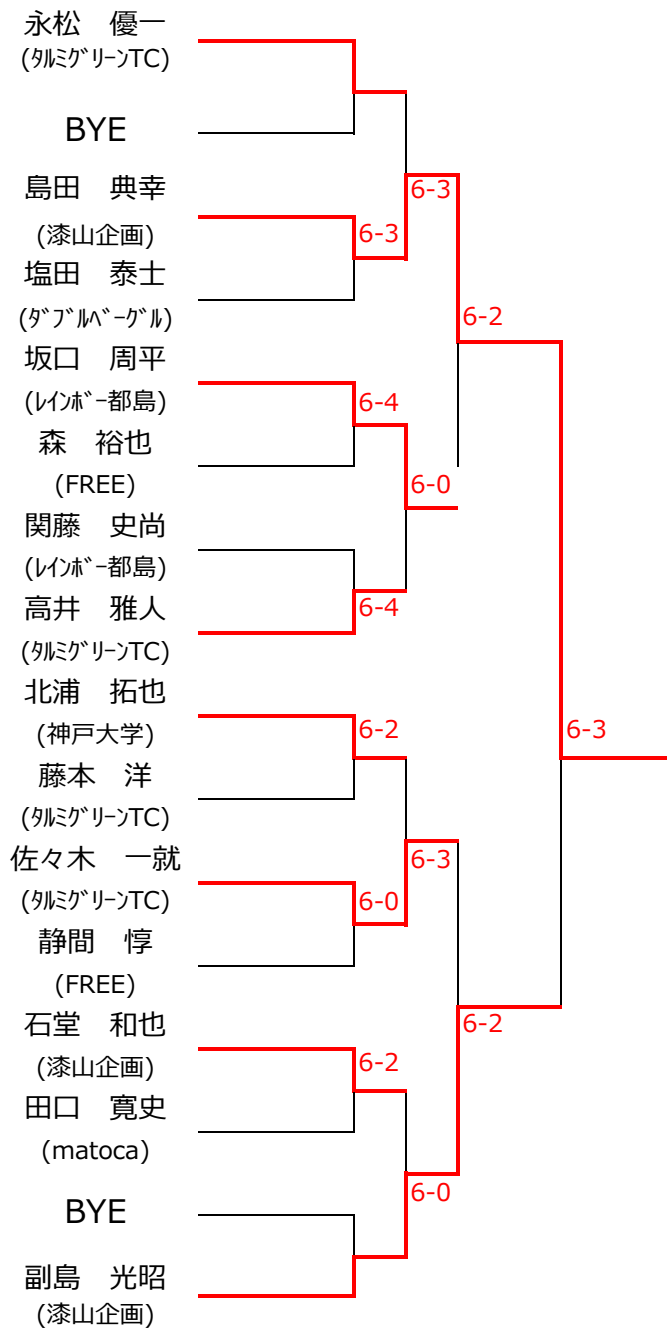 永松　優一
(ﾀﾙﾐｸﾞﾘｰﾝTC)
BYE
島田　典幸
6-3
(漆山企画)
6-3
塩田　泰士
(ﾀﾞﾌﾞﾙﾍﾞｰｸﾞﾙ)
6-2
坂口　周平
(ﾚｲﾝﾎﾞｰ都島)
6-4
森　裕也
(FREE)
6-0
関藤　史尚
(ﾚｲﾝﾎﾞｰ都島)
高井　雅人
6-4
(ﾀﾙﾐｸﾞﾘｰﾝTC)
北浦　拓也
(神戸大学)
6-2
6-3
藤本　洋
(ﾀﾙﾐｸﾞﾘｰﾝTC)
佐々木　一就
6-3
(ﾀﾙﾐｸﾞﾘｰﾝTC)
6-0
静間　惇
(FREE)
石堂　和也
6-2
(漆山企画)
6-2
田口　寛史
(matoca)
6-0
BYE
副島　光昭
(漆山企画)